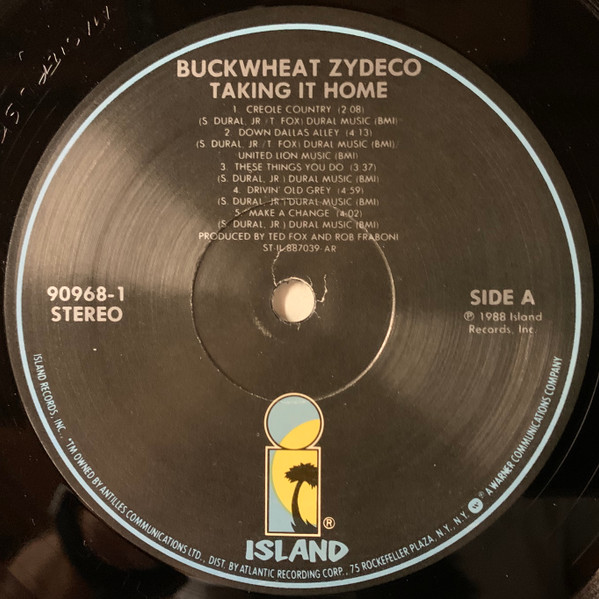 BUCKWHEAT ZYDECO
TAKING IT HOME
1. CREOLE COUNTRY (2:08)
(S. DURAL, JR./T. FOX) DURAL MUSIC (BMI)
2. DOWN DALLAS ALLEY (4:13)
(S. DURAL, JR./T. FOX) DURAL MUSIC (BMI)/
UNITED LION MUSIC (BMI)
3. THESE THINGS YOU DO (3:37)
(S. DURAL, JR.) DURAL MUSIC (BMI)
4. DRIVIN' OLD GREY (4:59)
(S. DURAL, JR.) DURAL MUSIC (BMI)
5. MAKE A CHANGE (4:02)
(S. DURAL, JR.) DURAL MUSIC (BMI)
PRODUCED BY TED FOX AND ROB FRABONI
ST-IL-887039-AR
90968-1
STEREO
SIDE A
℗ 1988 Island
Records, Inc.
®
ISLAND
ISLAND RECORDS, INC., *TM OWNED BY ANTILLES COMMUNICATIONS LTD., DIST. BY ATLANTIC RECORDING CORP., 75 ROCKEFELLER PLAZA, N.Y., N.Y. ® A WARNER COMMUNICATIONS COMPANY